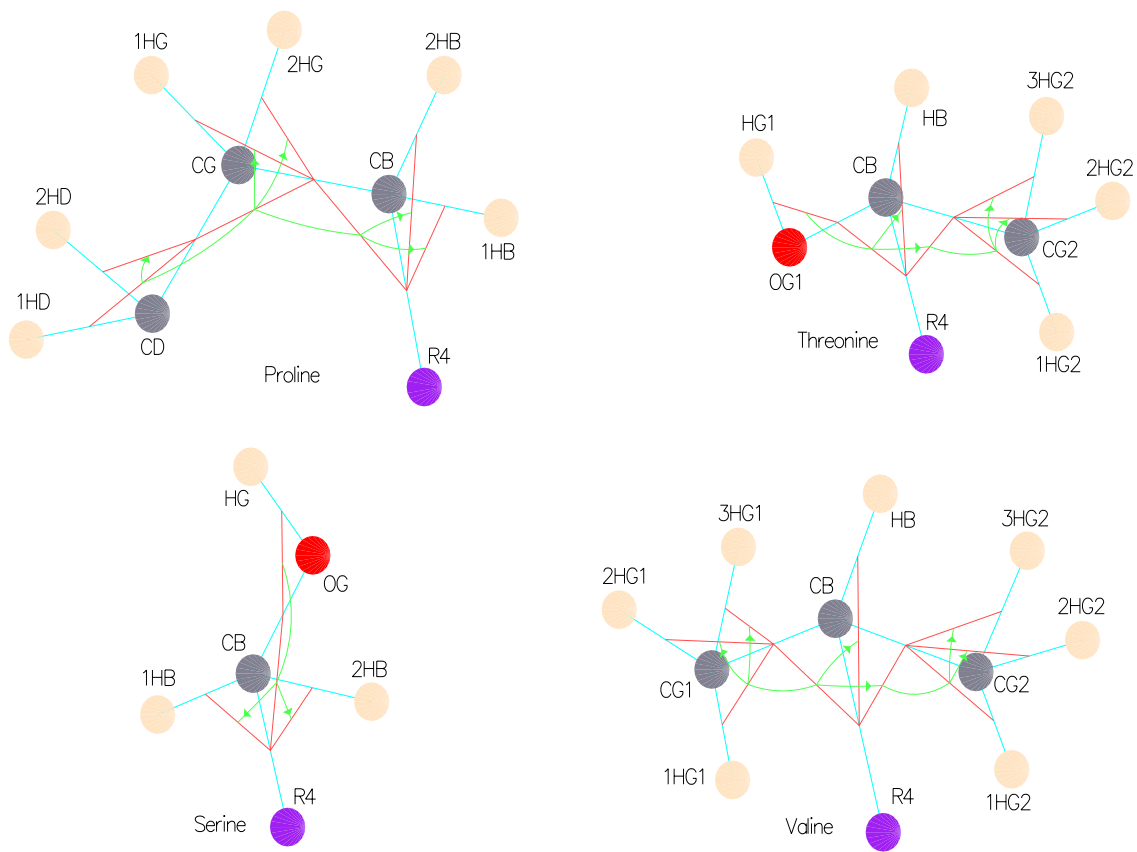 1HG
2HG
2HB
CG
CB
2HD
1HB
1HD
CD
R4
Proline
3HG2
HB
HG1
CB
2HG2
CG2
OG1
R4
Threonine
1HG2
HG
OG
CB
1HB
2HB
R4
Serine
3HG1
HB
3HG2
2HG1
CB
2HG2
CG1
CG2
1HG1
R4
1HG2
Valine